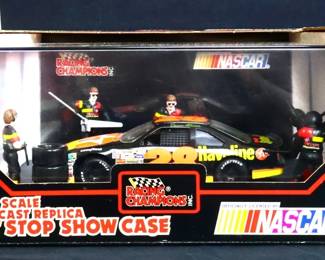 RACING
CHAMPIONS
NASCAR
28 Havoline
SCALE
CAST REPLICA
STOP SHOW CASE
RACING
CHAMPIONS INC.
NASCAR